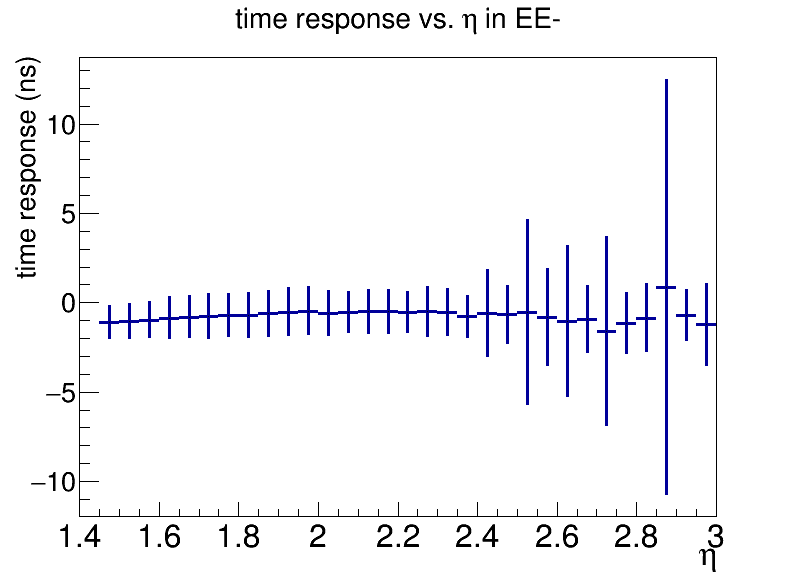 time response vs. η in EE-
time response (ns)
10
5
0
−5
−10
1.4 1.6 1.8 2 2.2 2.4 2.6 2.8 3
η